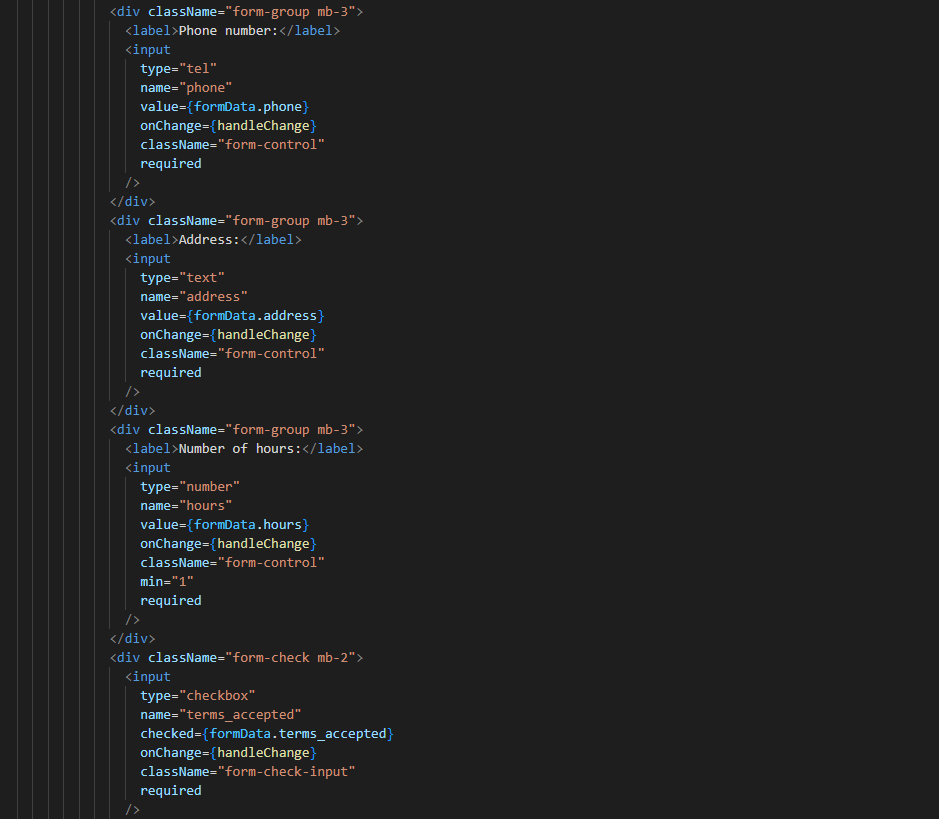 <div className="form-group mb-3">
<label>Phone number:</label>
<input
type="tel"
name="phone"
value={formData.phone}
onChange={handleChange}
className="form-control"
required
/>
</div>
<div className="form-group mb-3">
<label>Address:</label>
<input
type="text"
name="address"
value={formData.address}
onChange={handleChange}
className="form-control"
required
/>
</div>
<div className="form-group mb-3">
<label>Number of hours:</label>
<input
type="number"
name="hours"
value={formData.hours}
onChange={handleChange}
className="form-control"
min="1"
required
/>
</div>
<div className="form-check mb-2">
<input
type="checkbox"
name="terms_accepted"
checked={formData.terms_accepted}
onChange={handleChange}
className="form-check-input"
required
/>